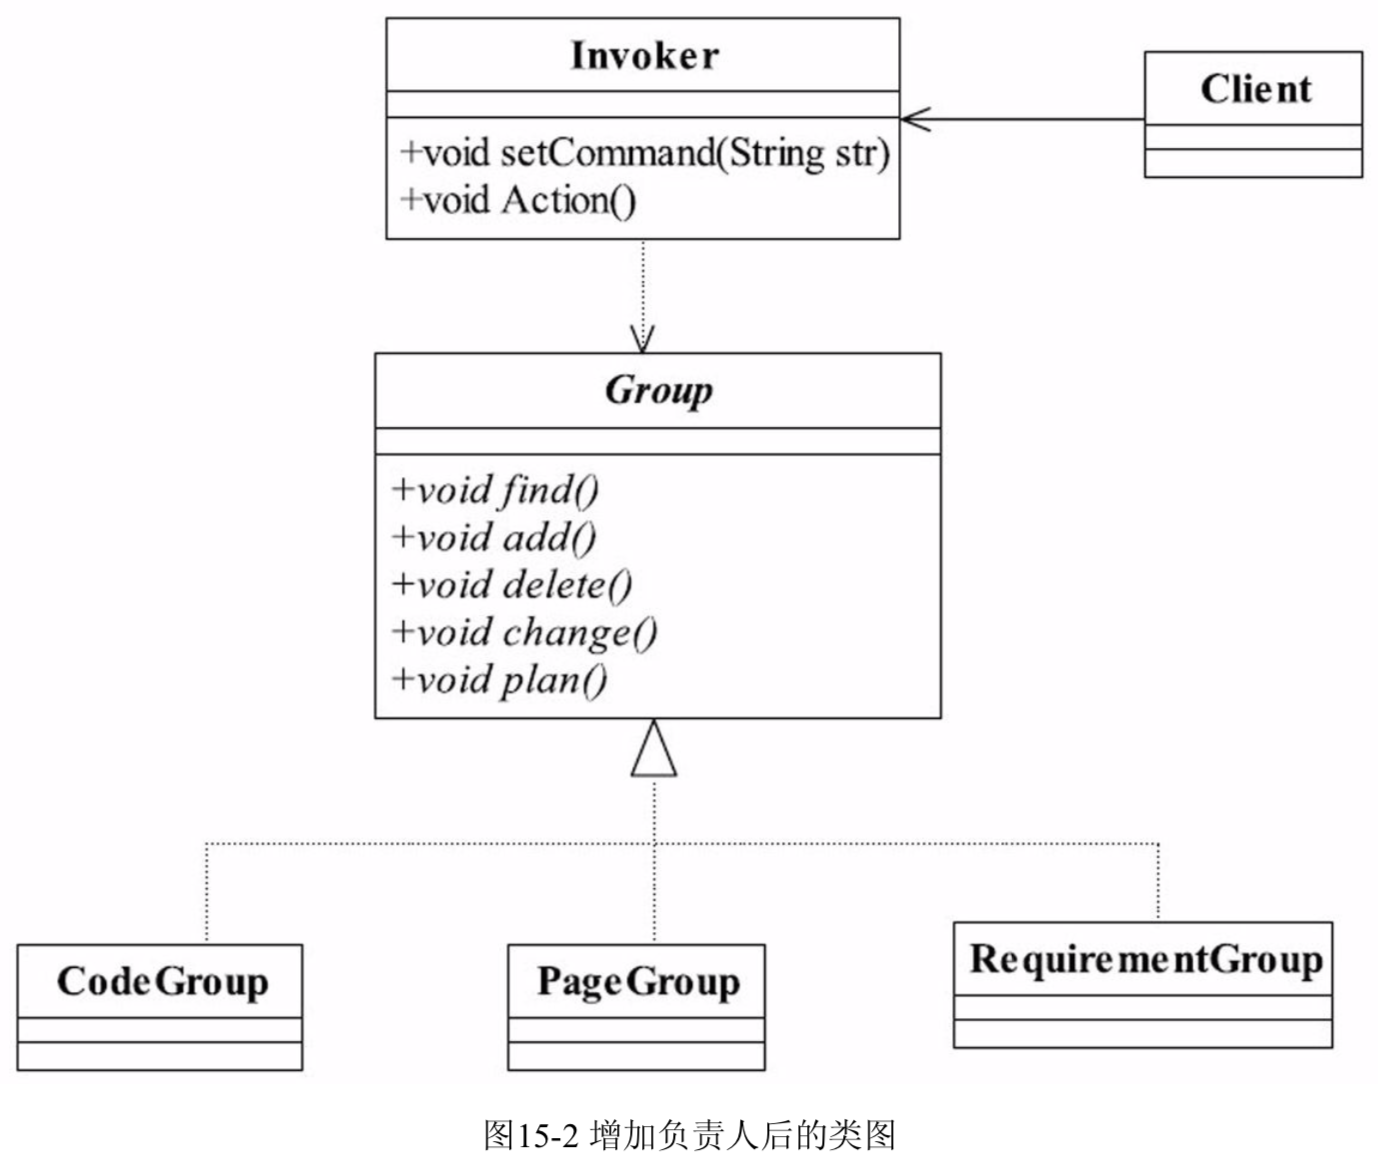 Invoker
+void setCommand(String str)
+void Action()
Client
Group
+void find()
+void add()
+void delete()
+void change()
+void plan()
CodeGroup
PageGroup
RequirementGroup
图15-2 增加负责人后的类图